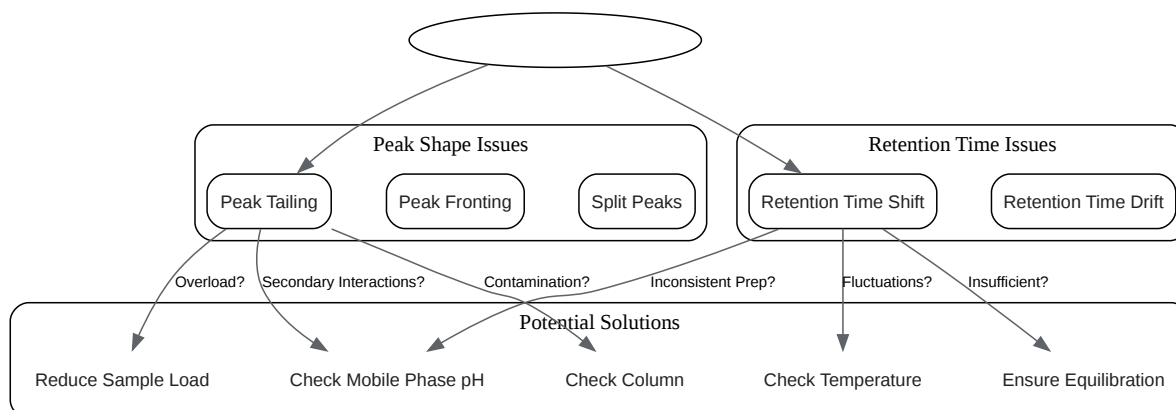 Peak Shape Issues
Retention Time Issues
Peak Tailing
Peak Fronting
Split Peaks
Retention Time Shift
Retention Time Drift
Overload?
Secondary Interactions?
Contamination?
Inconsistent Prep?
Fluctuations?
Insufficient?
Potential Solutions
Reduce Sample Load
Check Mobile Phase pH
Check Column
Check Temperature
Ensure Equilibration